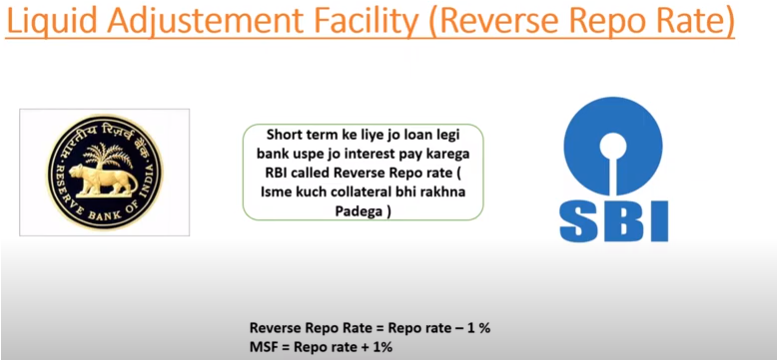 Liquid Adjustement Facility (Reverse Repo Rate)
भारतीय रिज़र्व बैंक
RESERVE BANK OF INDIA
Short term ke liye jo loan legi
bank uspe jo interest pay karega
RBI called Reverse Repo rate (
Isme kuch collateral bhi rakhna
Padega )
SBI
Reverse Repo Rate = Repo rate – 1 %
MSF = Repo rate + 1%